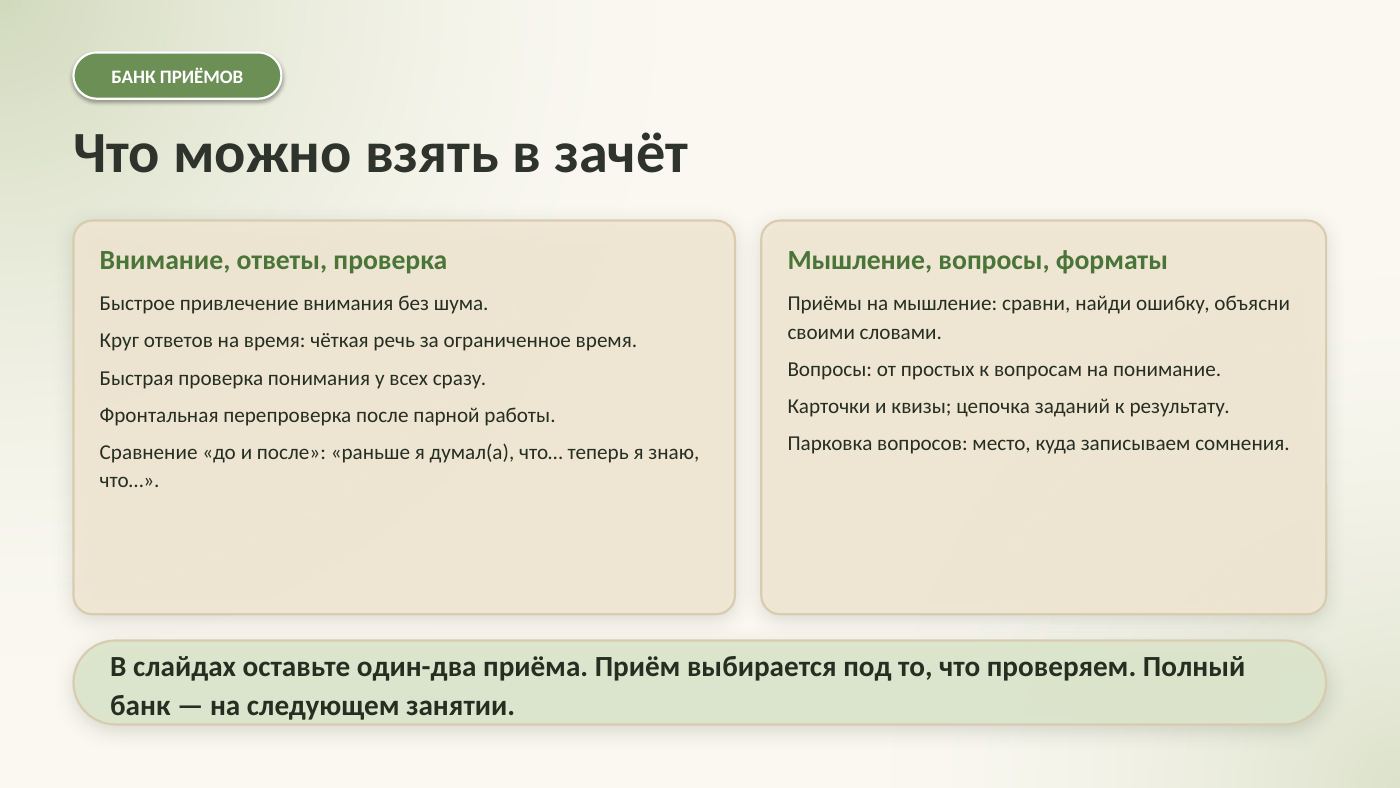 БАНК ПРИЁМОВ
Что можно взять в зачёт
Внимание, ответы, проверка
Быстрое привлечение внимания без шума.
Круг ответов на время: чёткая речь за ограниченное время.
Быстрая проверка понимания у всех сразу.
Фронтальная перепроверка после парной работы.
Сравнение «до и после»: «раньше я думал(а), что… теперь я знаю,
что…».
Мышление, вопросы, форматы
Приёмы на мышление: сравни, найди ошибку, объясни
своими словами.
Вопросы: от простых к вопросам на понимание.
Карточки и квизы; цепочка заданий к результату.
Парковка вопросов: место, куда записываем сомнения.
В слайдах оставьте один-два приёма. Приём выбирается под то, что проверяем. Полный
банк — на следующем занятии.